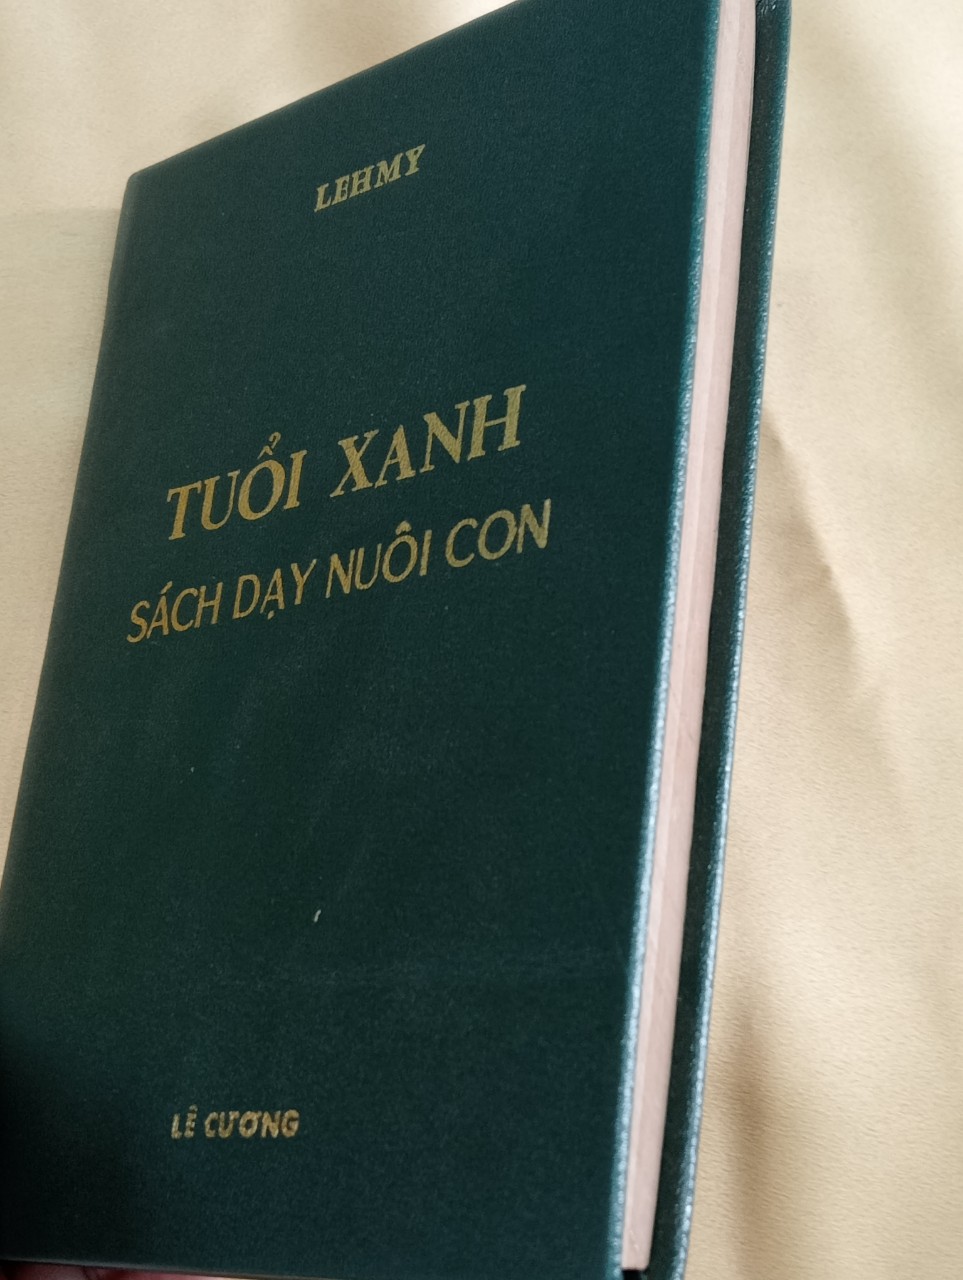 LEHMY
TUỔI XANH
SÁCH DẠY NUÔI CON
LÊ CƯƠNG